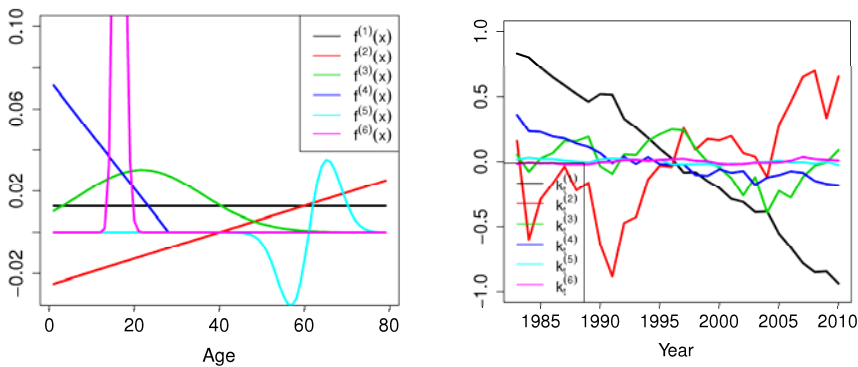 f(1)(x)
f(2)(x)
f(3)(x)
f(4)(x)
f(5)(x)
f(6)(x)
0.10
0.06
0.02
−0.02
0 20 40 60 80
Age
k_t^(1)
k_t^(2)
k_t^(3)
k_t^(4)
k_t^(5)
k_t^(6)
1.0
0.5
0.0
−0.5
−1.0
1985 1990 1995 2000 2005 2010
Year